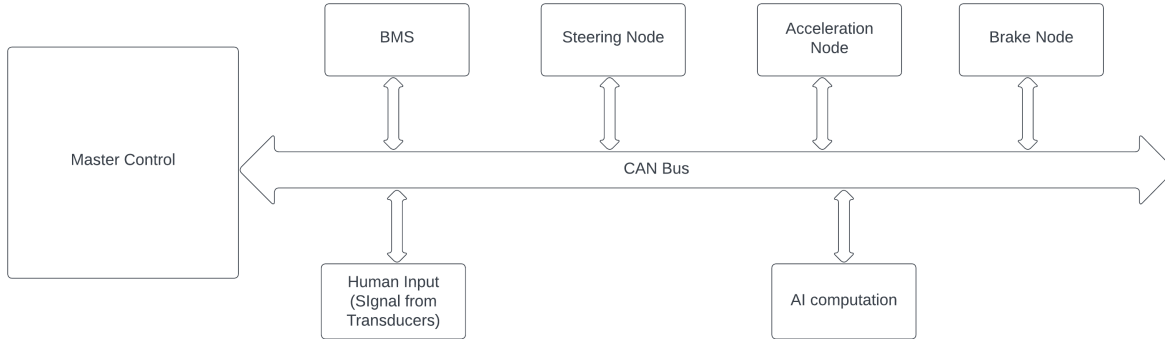 BMS
Steering Node
Acceleration
Node
Brake Node
Master Control
CAN Bus
Human Input
(SIgnal from
Transducers)
AI computation